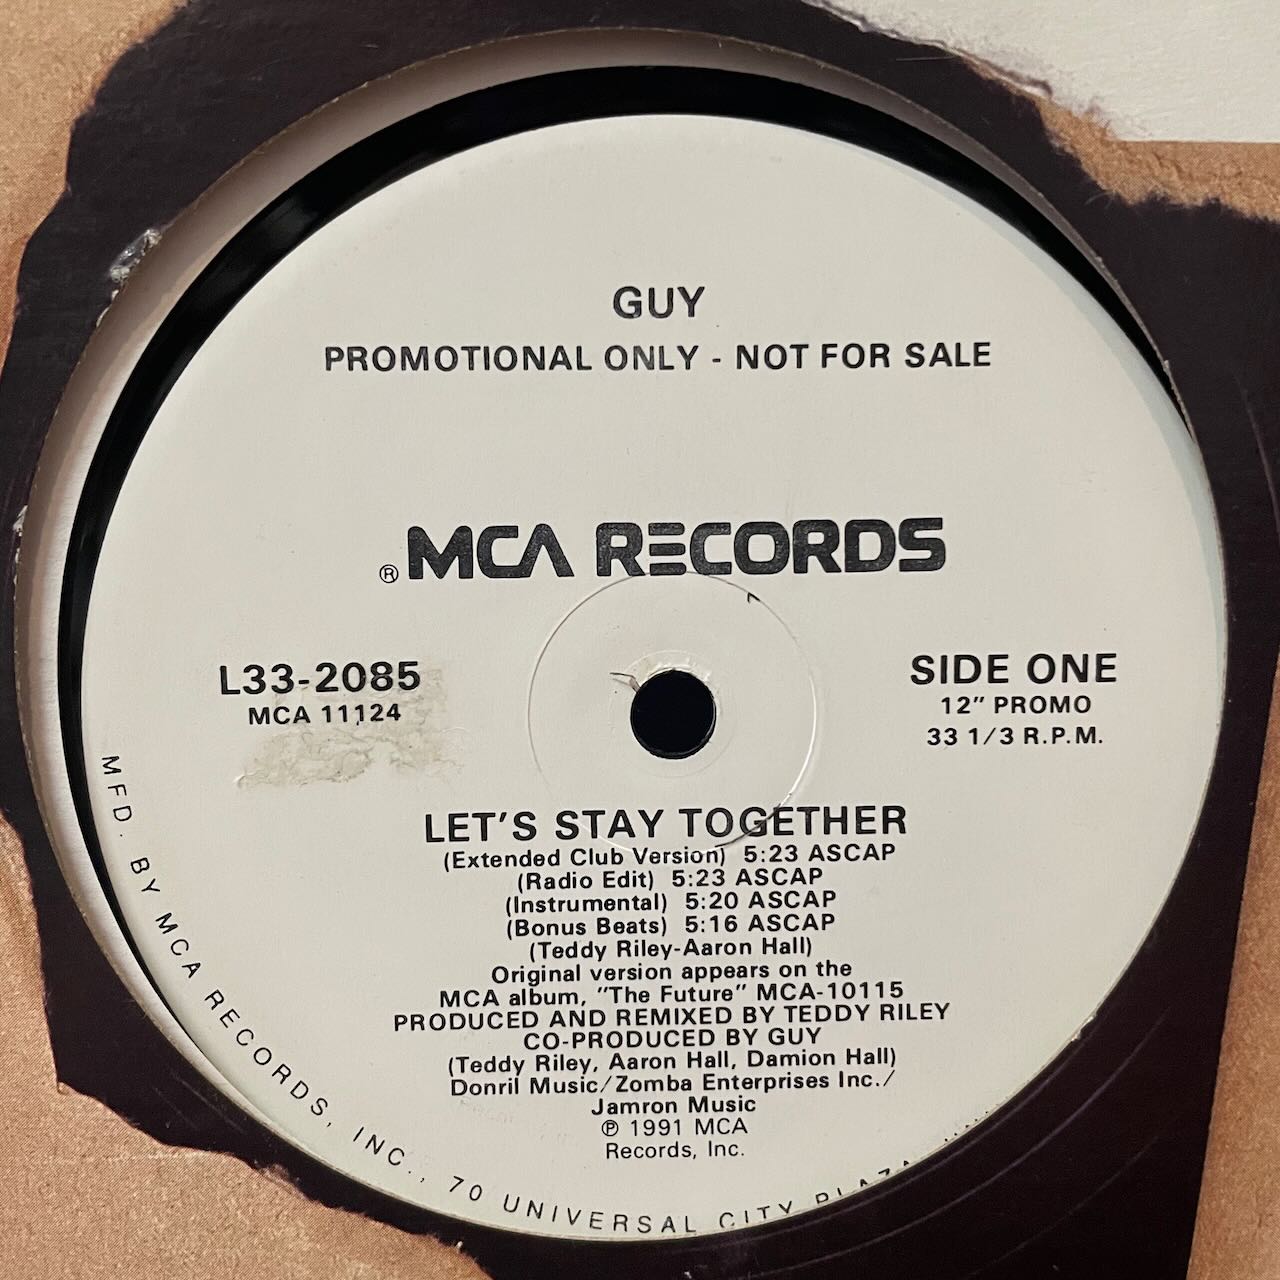 GUY
PROMOTIONAL ONLY - NOT FOR SALE
® MCA RECORDS
L33-2085
MCA 11124
SIDE ONE
12" PROMO
33 1/3 R.P.M.
LET'S STAY TOGETHER
(Extended Club Version) 5:23 ASCAP
(Radio Edit) 5:23 ASCAP
(Instrumental) 5:20 ASCAP
(Bonus Beats) 5:16 ASCAP
(Teddy Riley-Aaron Hall)
Original version appears on the
MCA album, "The Future" MCA-10115
PRODUCED AND REMIXED BY TEDDY RILEY
CO-PRODUCED BY GUY
(Teddy Riley, Aaron Hall, Damion Hall)
Donril Music/Zomba Enterprises Inc./
Jamron Music
℗ 1991 MCA
Records, Inc.
MFD. BY MCA RECORDS, INC., 70 UNIVERSAL CITY PLAZA